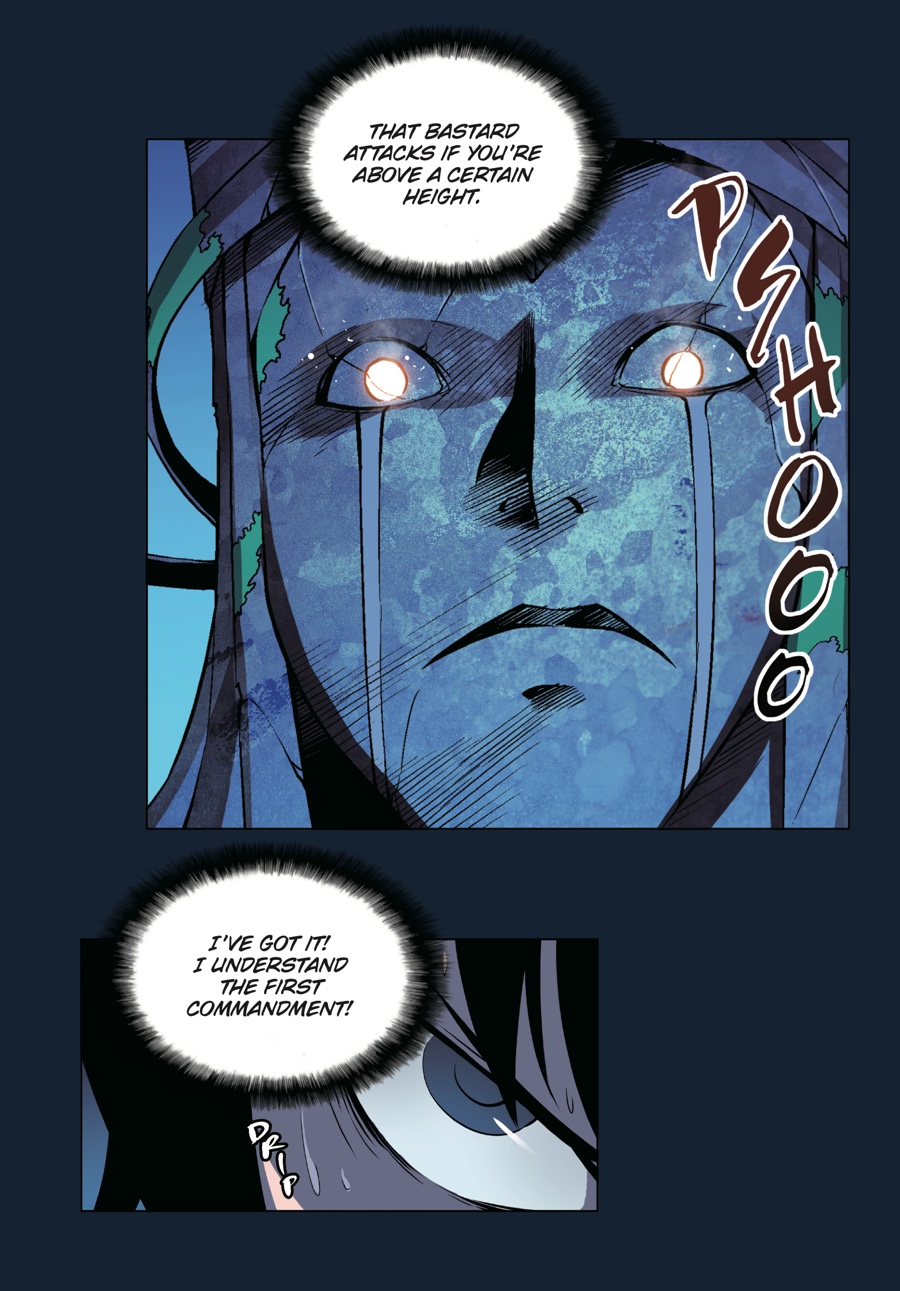 THAT BASTARD
ATTACKS IF YOU'RE
ABOVE A CERTAIN
HEIGHT.
PSHOOO
I'VE GOT IT!
I UNDERSTAND
THE FIRST
COMMANDMENT!
DRIP